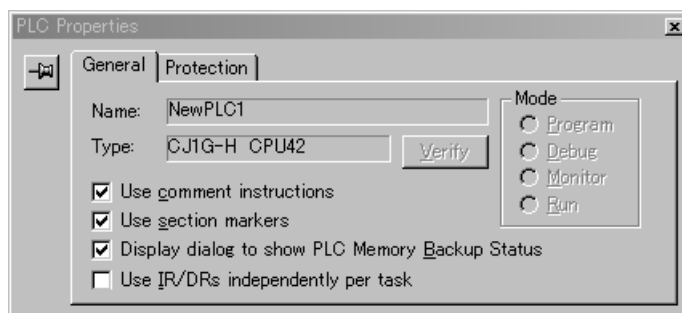 PLC Properties
General
Protection
Name: NewPLC1
Type: CJ1G-H CPU42
Verify
Mode
Program
Debug
Monitor
Run
Use comment instructions
Use section markers
Display dialog to show PLC Memory Backup Status
Use IR/DRs independently per task